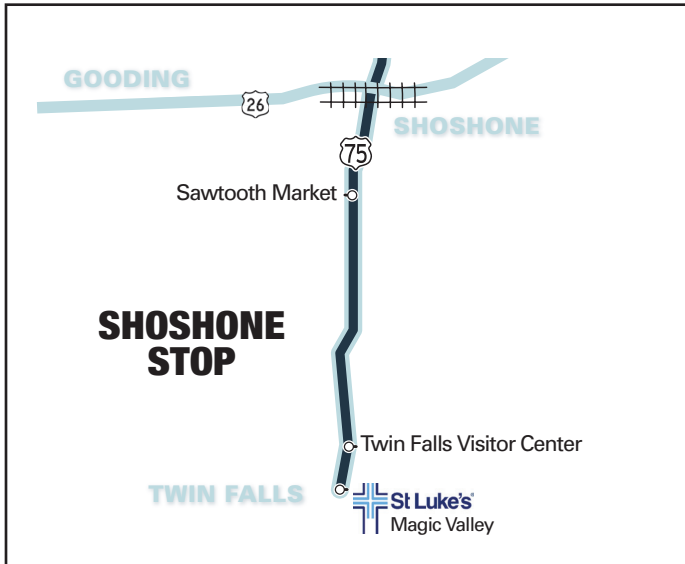 GOODING
26
SHOSHONE
75
Sawtooth Market
SHOSHONE
STOP
Twin Falls Visitor Center
TWIN FALLS
St Luke's®
Magic Valley